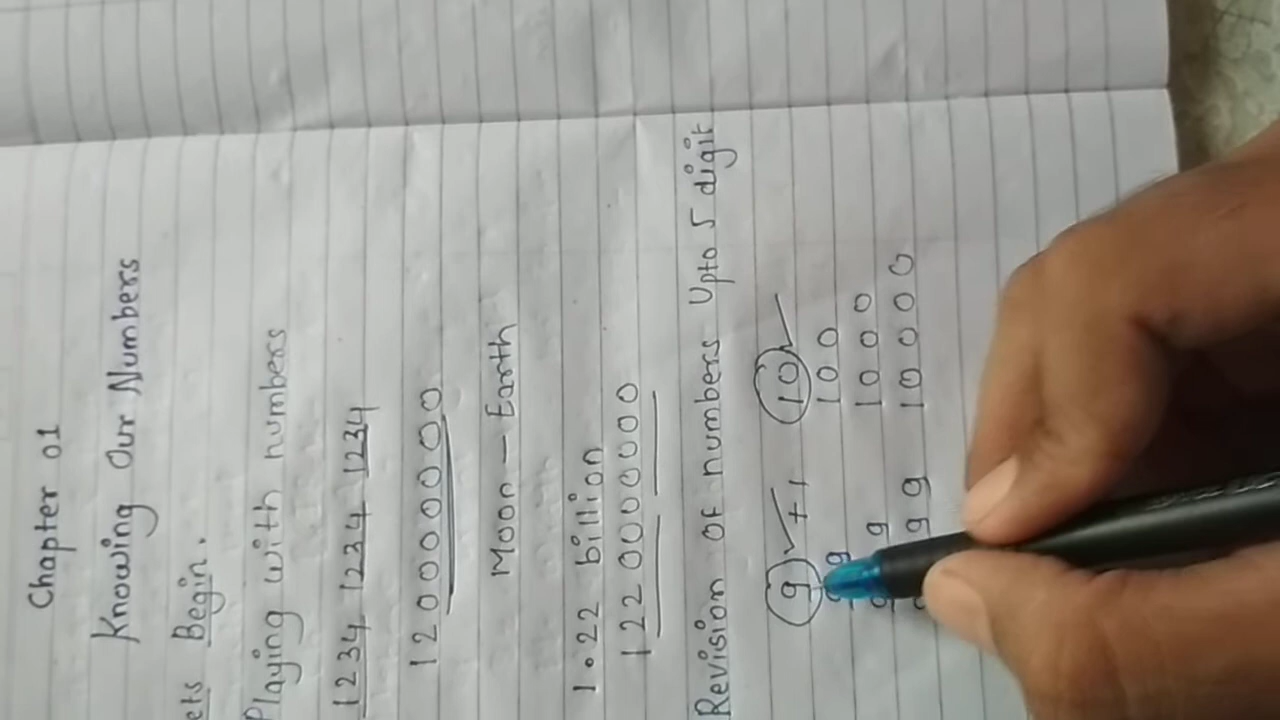 Chapter 01
Knowing Our Numbers
ets Begin.
Playing with numbers
1234 1234 1234
1200000000
Moon - Earth
1.22 billion
1220000000
Revision Of numbers Upto 5 digit
9 + 1 10
99 100
9 1000
99 10000